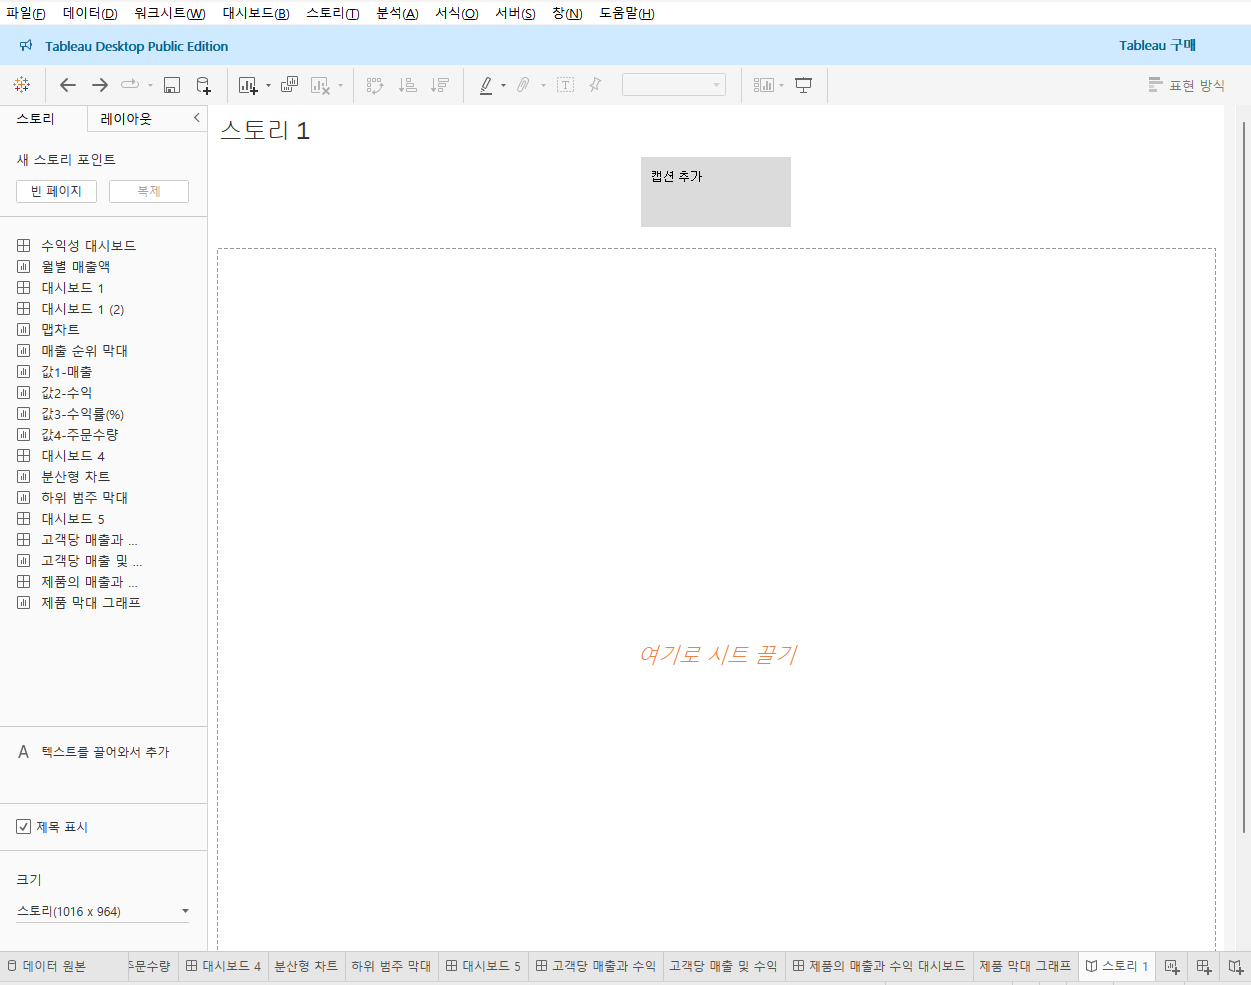 파일(F) 데이터(D) 워크시트(W) 대시보드(B) 스토리(T) 분석(A) 서식(O) 서버(S) 창(N) 도움말(H)
Tableau Desktop Public Edition Tableau 구매
표현 방식
스토리 레이아웃
스토리 1
새 스토리 포인트
빈 페이지 복제
캡션 추가
수익성 대시보드
월별 매출액
대시보드 1
대시보드 1 (2)
맵차트
매출 순위 막대
값1-매출
값2-수익
값3-수익률(%)
값4-주문수량
대시보드 4
분산형 차트
하위 범주 막대
대시보드 5
고객당 매출과 ...
고객당 매출 및 ...
제품의 매출과 ...
제품 막대 그래프
여기로 시트 끌기
A 텍스트를 끌어와서 추가
제목 표시
크기
스토리(1016 x 964)
데이터 원본 주문수량 대시보드 4 분산형 차트 하위 범주 막대 대시보드 5 고객당 매출과 수익 고객당 매출 및 수익 제품의 매출과 수익 대시보드 제품 막대 그래프 스토리 1